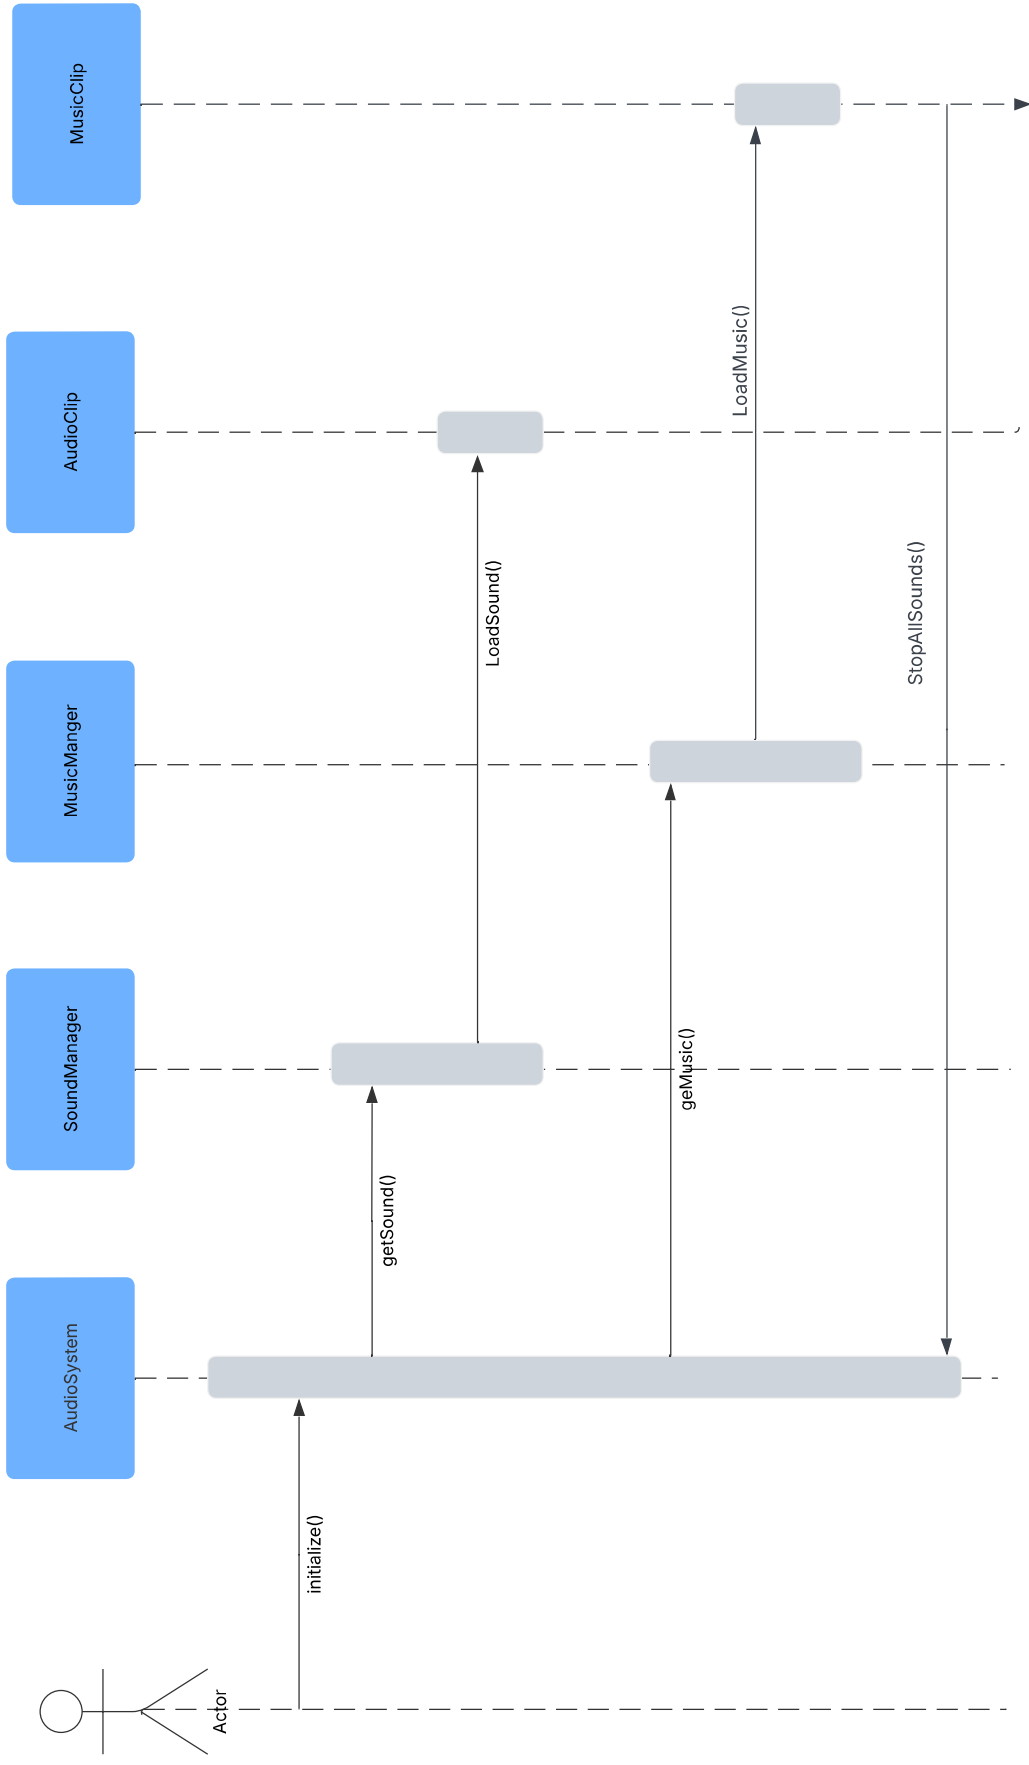 Actor
AudioSystem
SoundManager
MusicManger
AudioClip
MusicClip
initialize()
getSound()
LoadSound()
geMusic()
LoadMusic()
StopAllSounds()